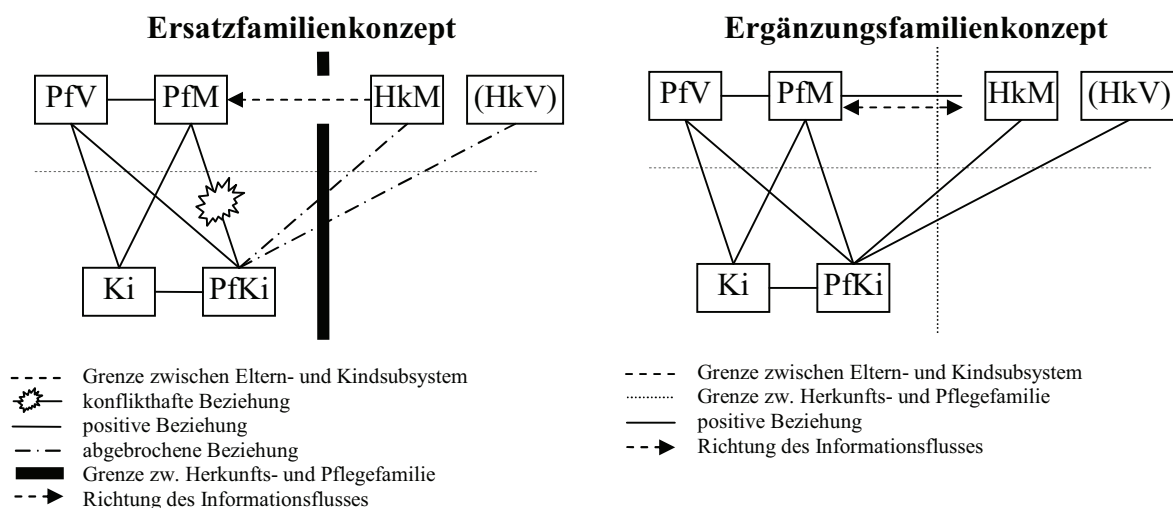 Ersatzfamilienkonzept
PfV PfM HkM (HkV)
Ki PfKi
Grenze zwischen Eltern- und Kindsubsystem
konflikthafte Beziehung
positive Beziehung
abgebrochene Beziehung
Grenze zw. Herkunfts- und Pflegefamilie
Richtung des Informationsflusses
Ergänzungsfamilienkonzept
PfV PfM HkM (HkV)
Ki PfKi
Grenze zwischen Eltern- und Kindsubsystem
Grenze zw. Herkunfts- und Pflegefamilie
positive Beziehung
Richtung des Informationsflusses